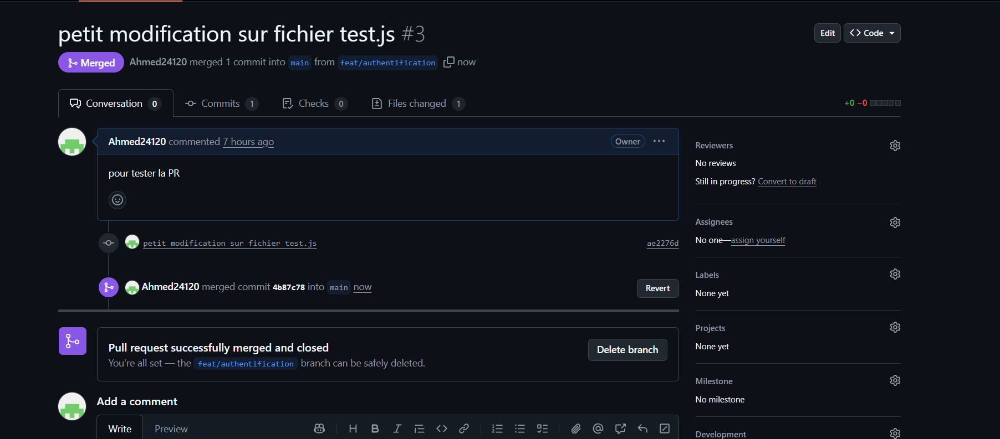 petit modification sur fichier test.js #3
Edit
Code
Merged
Ahmed24120 merged 1 commit into main from feat/authentification now
Conversation 0
Commits 1
Checks 0
Files changed 1
+0 −0
Ahmed24120 commented 7 hours ago
Owner
pour tester la PR
petit modification sur fichier test.js
ae2276d
Ahmed24120 merged commit 4b87c78 into main now
Revert
Pull request successfully merged and closed
You're all set — the feat/authentification branch can be safely deleted.
Delete branch
Add a comment
Write
Preview
Reviewers
No reviews
Still in progress? Convert to draft
Assignees
No one—assign yourself
Labels
None yet
Projects
None yet
Milestone
No milestone
Development